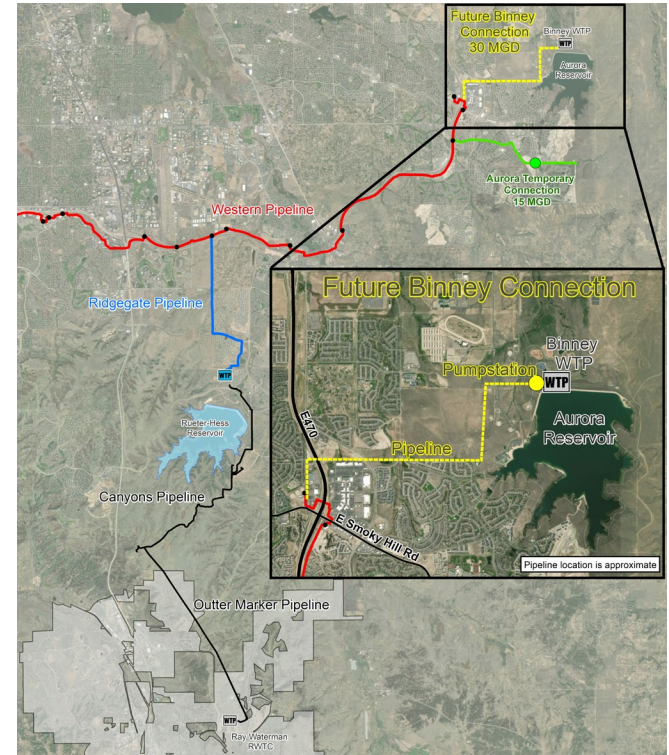 Future Binney
Connection
30 MGD
Binney WTP
WTP
Aurora
Reservoir
Aurora Temporary
Connection
15 MGD
Western Pipeline
Ridgegate Pipeline
WTP
Rueter-Hess
Reservoir
Canyons Pipeline
Outter Marker Pipeline
WTP
Ray Waterman
RWTC
Future Binney Connection
Binney
WTP
Pumpstation
WTP
Aurora
Reservoir
E470
Pipeline
E Smoky Hill Rd
Pipeline location is approximate